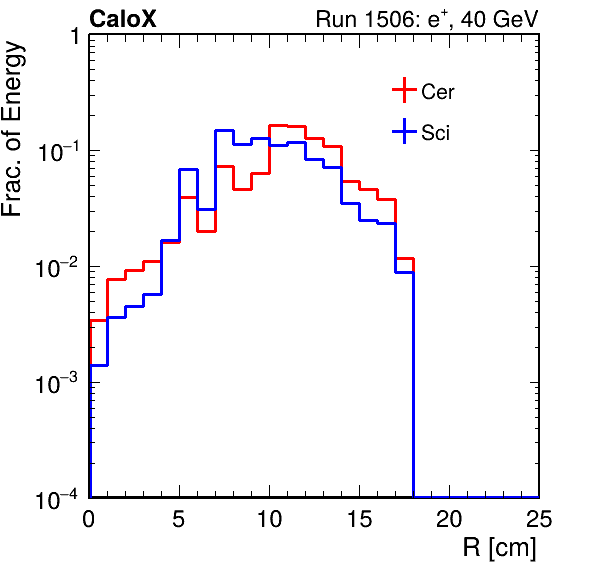 CaloX Run 1506: e⁺, 40 GeV
Frac. of Energy
1
10⁻¹
10⁻²
10⁻³
10⁻⁴
Cer
Sci
0 5 10 15 20 25
R [cm]